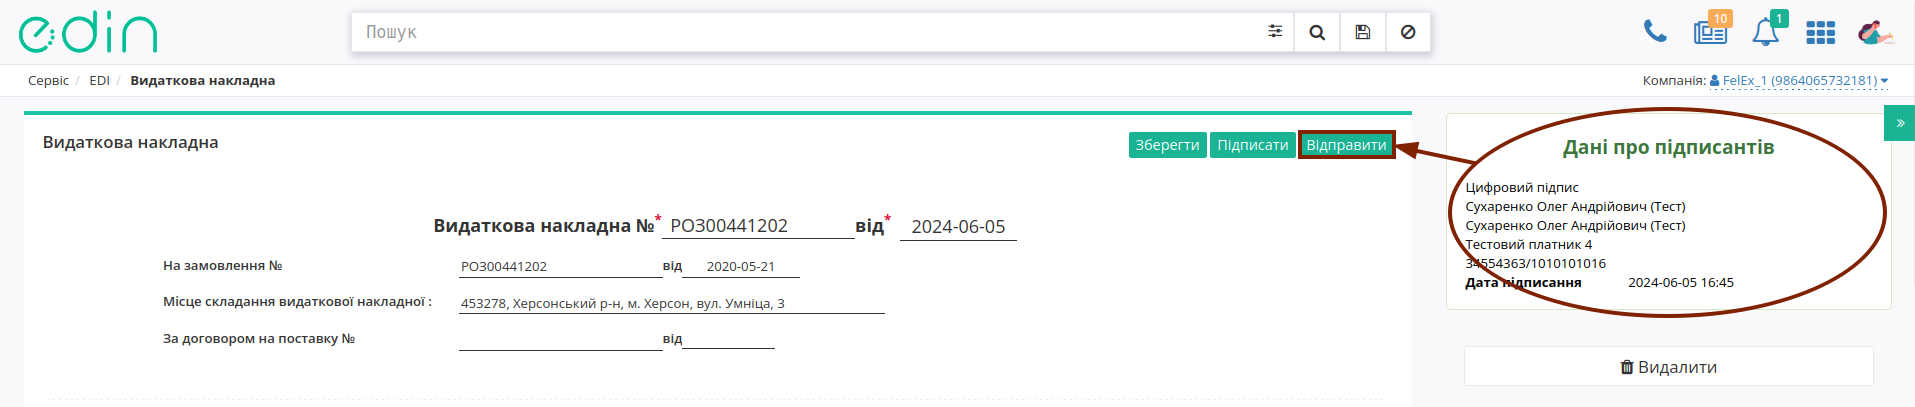 edin
Пошук
10
1
Сервіс / EDI / Видаткова накладна
Компанія: FelEx_1 (9864065732181)
Видаткова накладна
Зберегти
Підписати
Відправити
»
Видаткова накладна №* РОЗ00441202 від* 2024-06-05
На замовлення № РОЗ00441202 від 2020-05-21
Місце складання видаткової накладної : 453278, Херсонський р-н, м. Херсон, вул. Умніца, 3
За договором на поставку № від
Дані про підписантів
Цифровий підпис
Сухаренко Олег Андрійович (Тест)
Сухаренко Олег Андрійович (Тест)
Тестовий платник 4
34554363/1010101016
Дата підписання 2024-06-05 16:45
Видалити